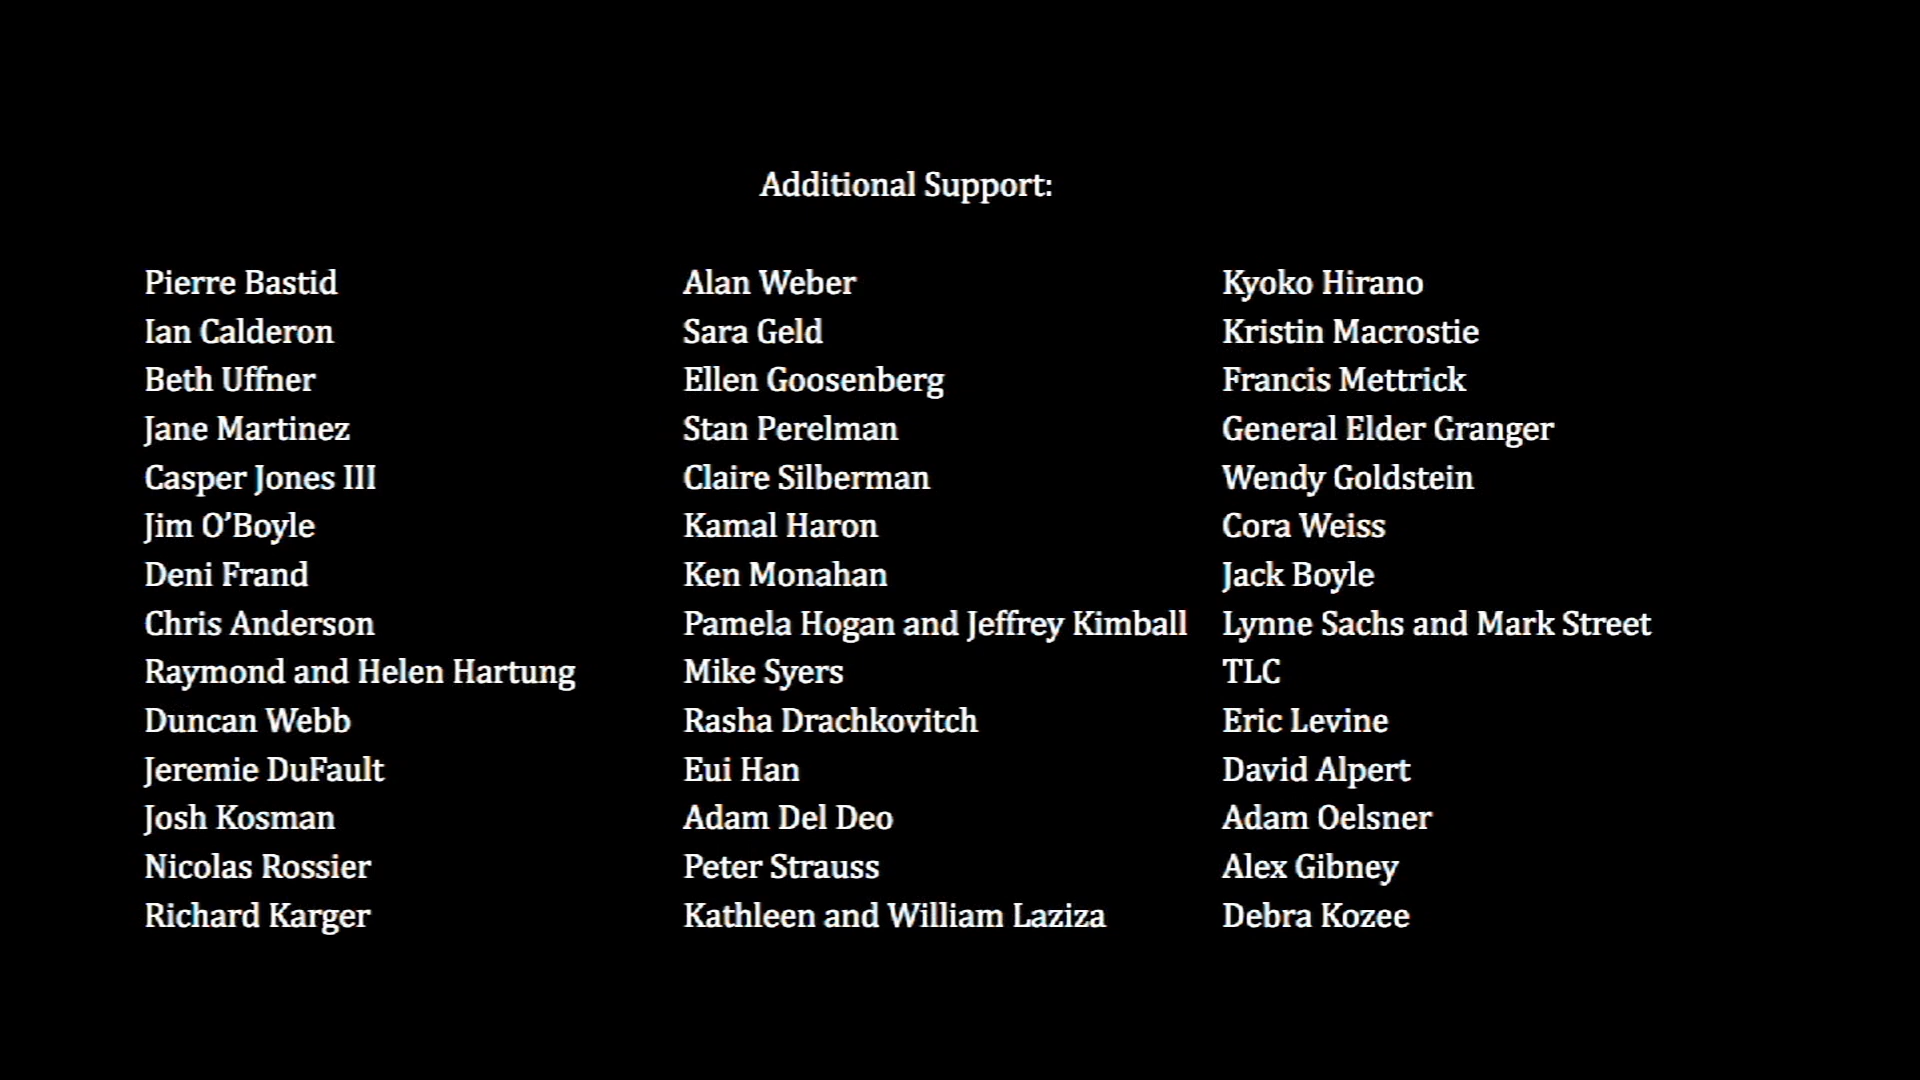 Additional Support:
Pierre Bastid
Ian Calderon
Beth Uffner
Jane Martinez
Casper Jones III
Jim O’Boyle
Deni Frand
Chris Anderson
Raymond and Helen Hartung
Duncan Webb
Jeremie DuFault
Josh Kosman
Nicolas Rossier
Richard Karger
Alan Weber
Sara Geld
Ellen Goosenberg
Stan Perelman
Claire Silberman
Kamal Haron
Ken Monahan
Pamela Hogan and Jeffrey Kimball
Mike Syers
Rasha Drachkovitch
Eui Han
Adam Del Deo
Peter Strauss
Kathleen and William Laziza
Kyoko Hirano
Kristin Macrostie
Francis Mettrick
General Elder Granger
Wendy Goldstein
Cora Weiss
Jack Boyle
Lynne Sachs and Mark Street
TLC
Eric Levine
David Alpert
Adam Oelsner
Alex Gibney
Debra Kozee